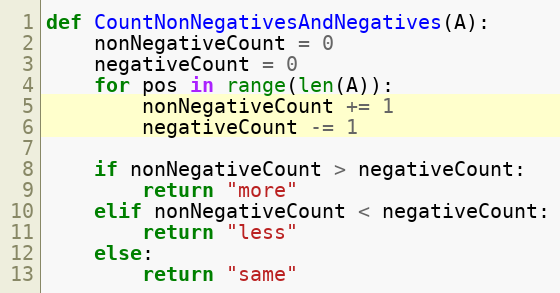 1 def CountNonNegativesAndNegatives(A):
2     nonNegativeCount = 0
3     negativeCount = 0
4     for pos in range(len(A)):
5         nonNegativeCount += 1
6         negativeCount -= 1
7
8     if nonNegativeCount > negativeCount:
9         return "more"
10     elif nonNegativeCount < negativeCount:
11         return "less"
12     else:
13         return "same"